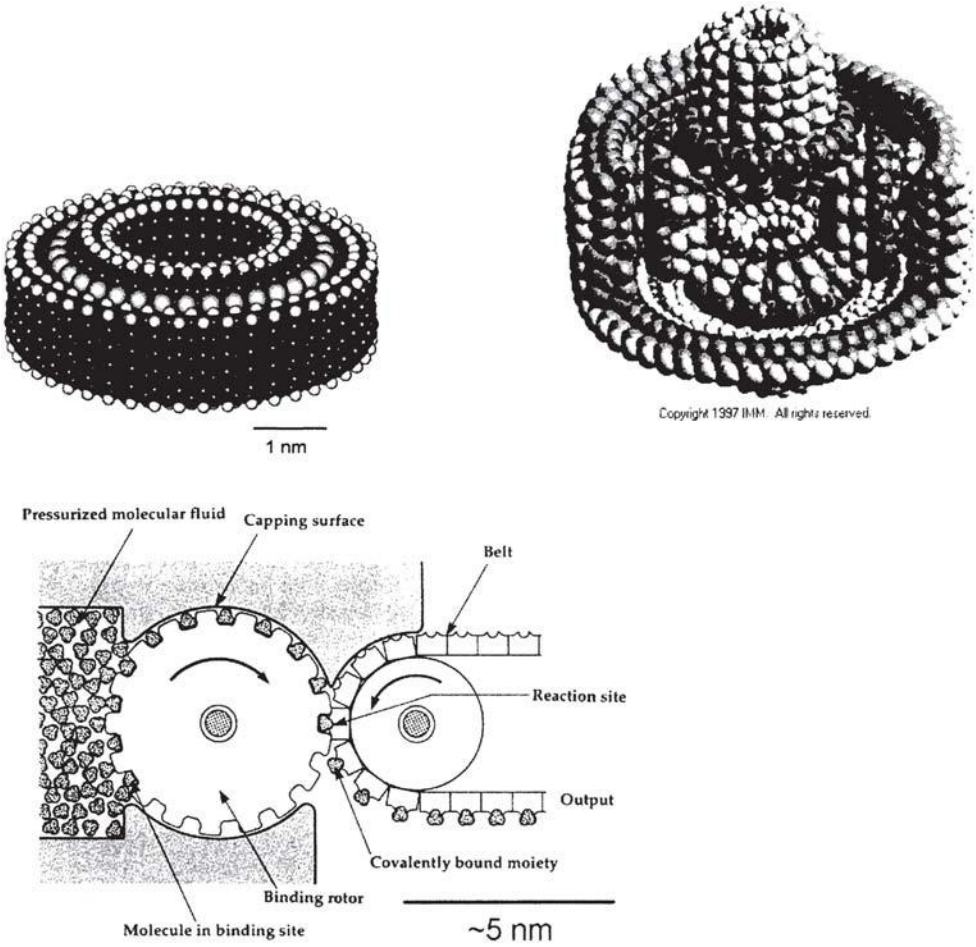 Copyright 1997 IMM. All rights reserved.
1 nm
Pressurized molecular fluid
Capping surface
Belt
Reaction site
Output
Covalently bound moiety
Binding rotor
Molecule in binding site
~5 nm